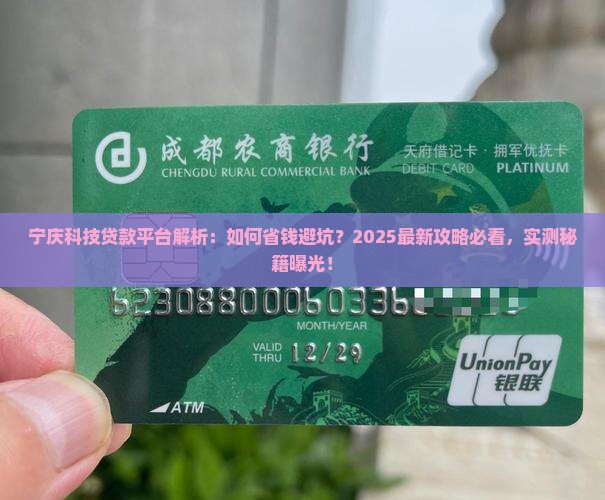 成都农商银行
CHENGDU RURAL COMMERCIAL BANK
天府借记卡·拥军优抚卡
DEBIT CARD PLATINUM
宁庆科技贷款平台解析：如何省钱避坑？2025最新攻略必看，实测秘
籍曝光！
MONTH/YEAR
VALID
THRU 12/29
UnionPay
银联
ATM